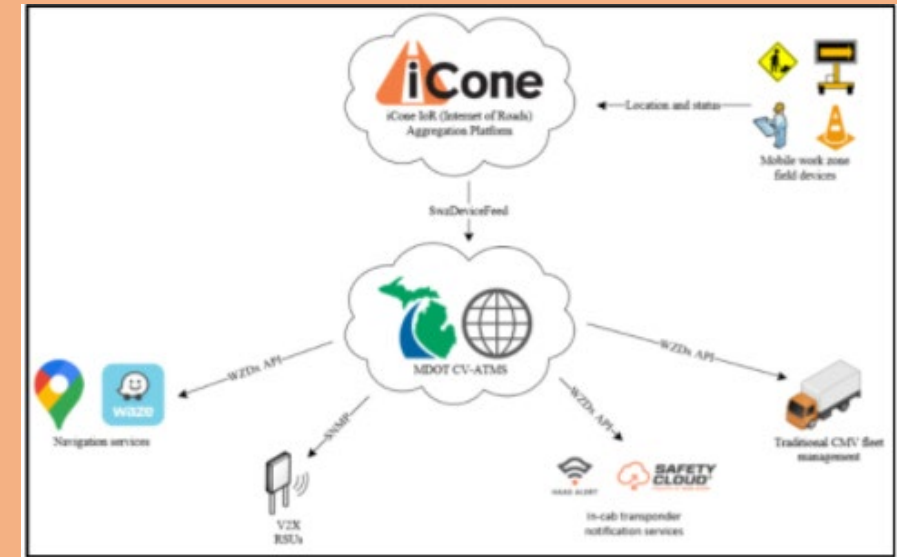 iCone
iCone IoR (Internet of Roads)
Aggregation Platform
Location and status
Mobile work zone
field devices
SwzDeviceFeed
MDOT CV-ATMS
WZDx API
WZDx API
SNMP
WZDx API
waze
Navigation services
V2X
RSUs
HAAS ALERT
SAFETY
CLOUD
In-cab transponder
notification services
Traditional CMV fleet
management